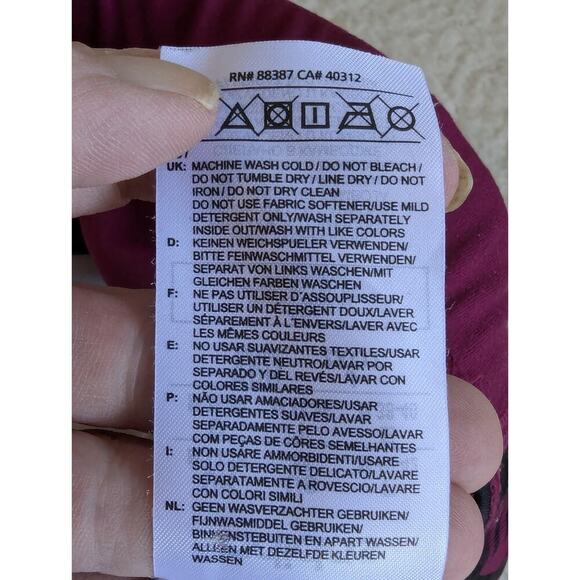 RN# 88387 CA# 40312
UK: MACHINE WASH COLD / DO NOT BLEACH /
DO NOT TUMBLE DRY / LINE DRY / DO NOT
IRON / DO NOT DRY CLEAN
DO NOT USE FABRIC SOFTENER/USE MILD
DETERGENT ONLY/WASH SEPARATELY
INSIDE OUT/WASH WITH LIKE COLORS
D: KEINEN WEICHSPUELER VERWENDEN/
BITTE FEINWASCHMITTEL VERWENDEN/
SEPARAT VON LINKS WASCHEN/MIT
GLEICHEN FARBEN WASCHEN
F: NE PAS UTILISER D'ASSOUPLISSEUR/
UTILISER UN DÉTERGENT DOUX/LAVER
SÉPARÉMENT À L'ENVERS/LAVER AVEC
LES MÊMES COULEURS
E: NO USAR SUAVIZANTES TEXTILES/USAR
DETERGENTE NEUTRO/LAVAR POR
SEPARADO Y DEL REVÉS/LAVAR CON
COLORES SIMILARES
P: NÃO USAR AMACIADORES/USAR
DETERGENTES SUAVES/LAVAR
SEPARADAMENTE PELO AVESSO/LAVAR
COM PEÇAS DE CÔRES SEMELHANTES
I: NON USARE AMMORBIDENTI/USARE
SOLO DETERGENTE DELICATO/LAVARE
SEPARATAMENTE A ROVESCIO/LAVARE
CON COLORI SIMILI
NL: GEEN WASVERZACHTER GEBRUIKEN/
FIJNWASMIDDEL GEBRUIKEN/
BINNENSTEBUITEN EN APART WASSEN/
ALLEEN MET DEZELFDE KLEUREN
WASSEN